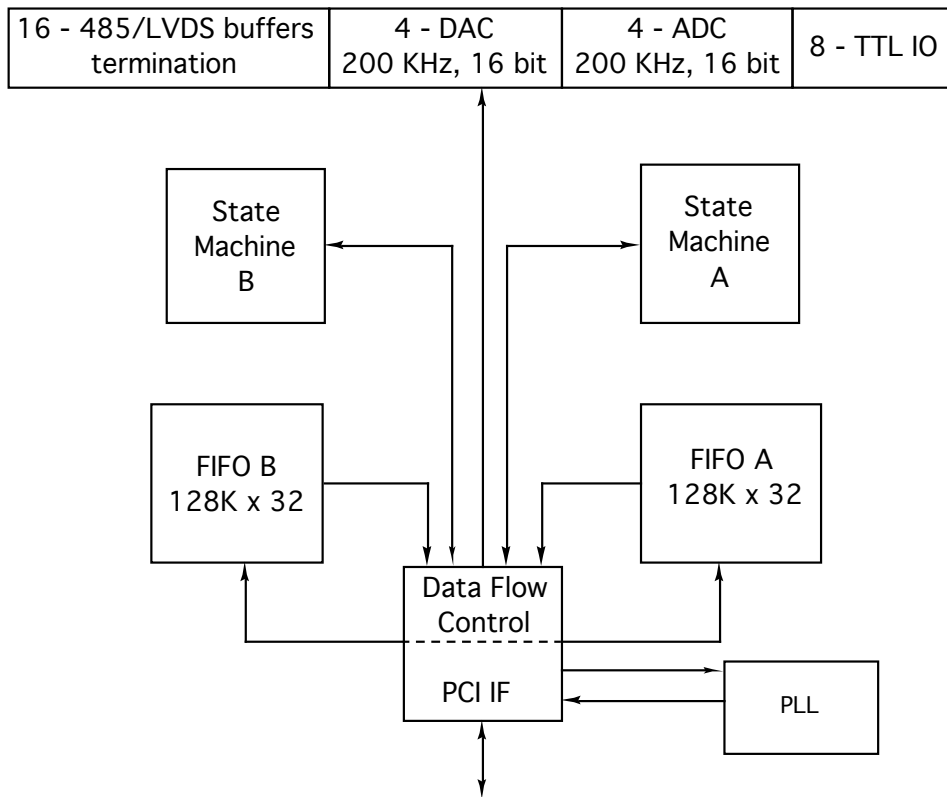 16 - 485/LVDS buffers
termination
4 - DAC
200 KHz, 16 bit
4 - ADC
200 KHz, 16 bit
8 - TTL IO
State
Machine
B
State
Machine
A
FIFO B
128K x 32
FIFO A
128K x 32
Data Flow
Control
PCI IF
PLL